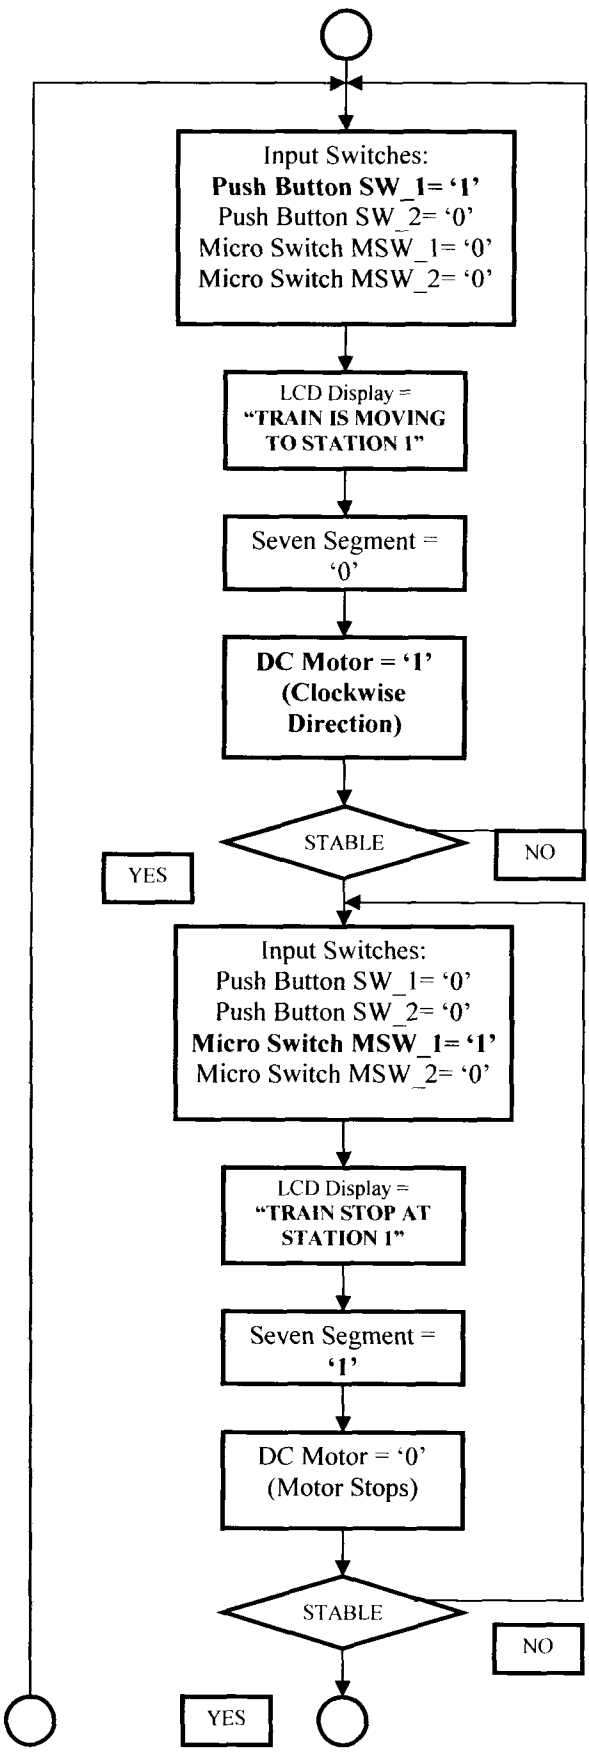 Input Switches:
Push Button SW_1= ‘1’
Push Button SW_2= ‘0’
Micro Switch MSW_1= ‘0’
Micro Switch MSW_2= ‘0’
LCD Display =
“TRAIN IS MOVING
TO STATION 1”
Seven Segment =
‘0’
DC Motor = ‘1’
(Clockwise
Direction)
STABLE
NO
YES
Input Switches:
Push Button SW_1= ‘0’
Push Button SW_2= ‘0’
Micro Switch MSW_1= ‘1’
Micro Switch MSW_2= ‘0’
LCD Display =
“TRAIN STOP AT
STATION 1”
Seven Segment =
‘1’
DC Motor = ‘0’
(Motor Stops)
STABLE
NO
YES